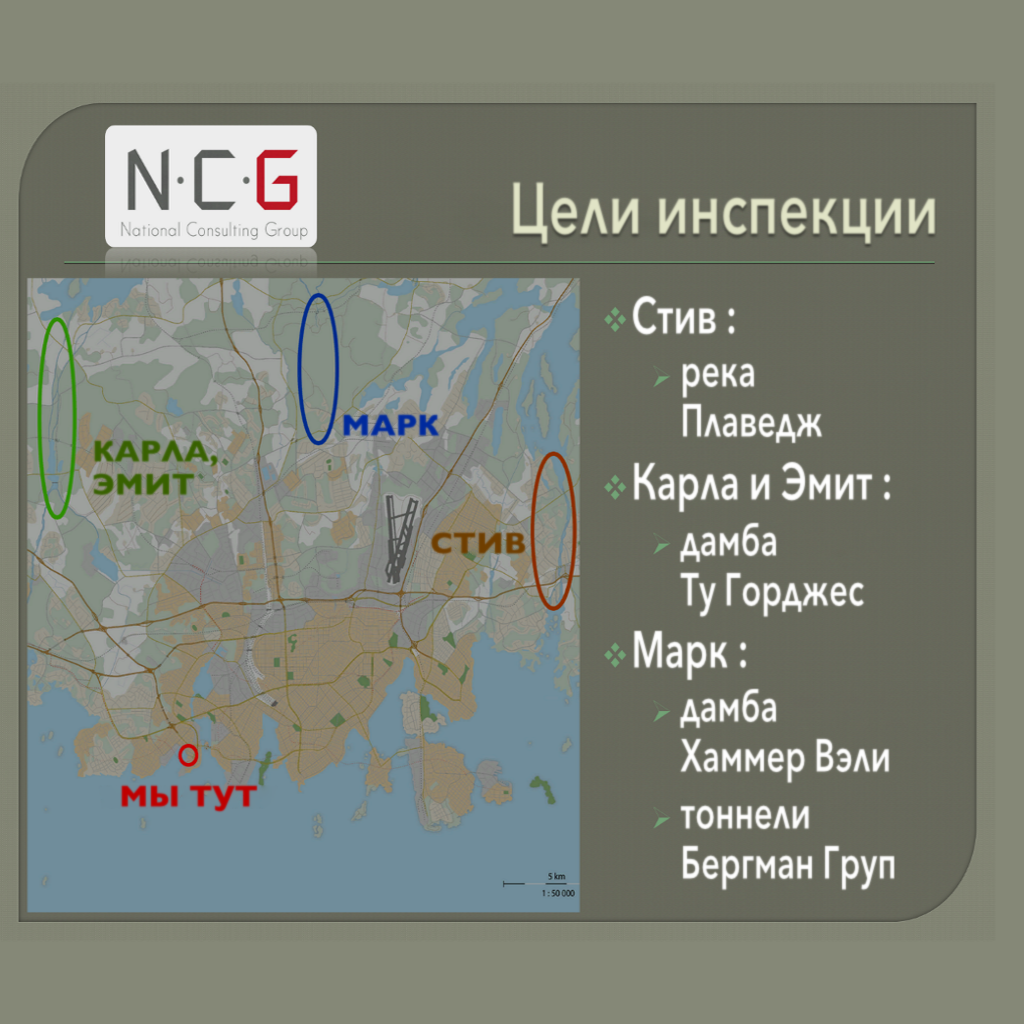 N·C·G
National Consulting Group
Цели инспекции
КАРЛА,
ЭМИТ
МАРК
СТИВ
МЫ ТУТ
5 km
1 : 50 000
Стив :
река
Плаведж
Карла и Эмит :
дамба
Ту Горджес
Марк :
дамба
Хаммер Вэли
тоннели
Бергман Груп